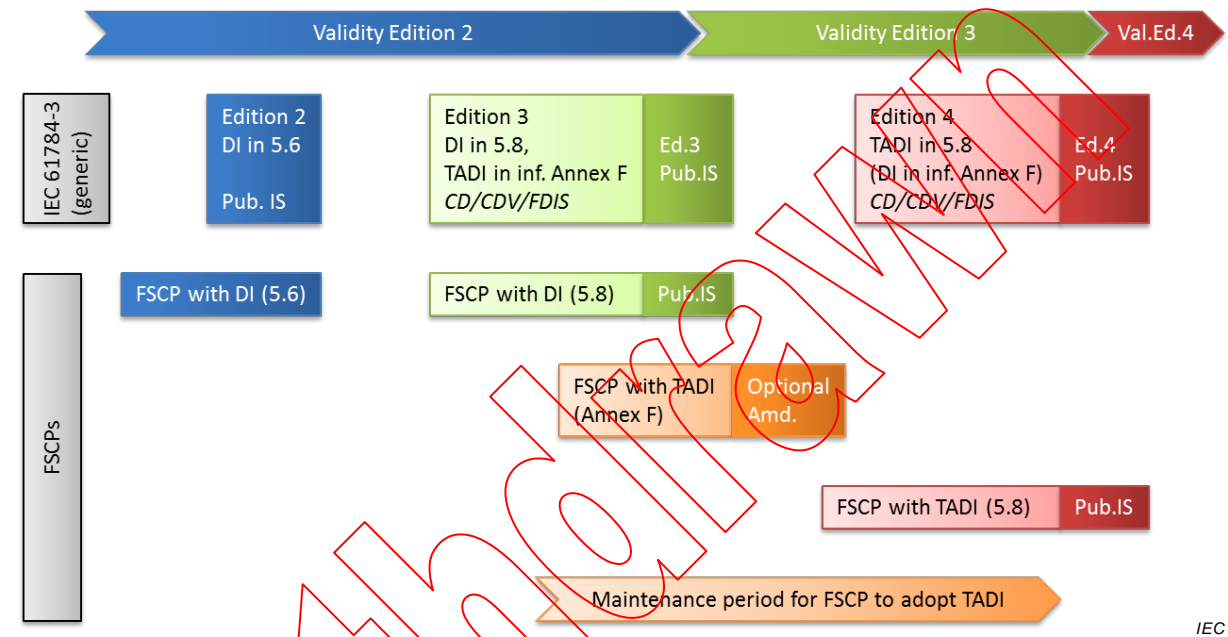 Validity Edition 2
Validity Edition 3
Val.Ed.4
IEC 61784-3
(generic)
Edition 2
DI in 5.6
Pub. IS
Edition 3
DI in 5.8,
TADI in inf. Annex F
CD/CDV/FDIS
Ed.3
Pub.IS
Edition 4
TADI in 5.8
(DI in inf. Annex F)
CD/CDV/FDIS
Ed.4
Pub.IS
FSCPs
FSCP with DI (5.6)
FSCP with DI (5.8)
Pub.IS
FSCP with TADI
(Annex F)
Optional
Amd.
FSCP with TADI (5.8)
Pub.IS
Maintenance period for FSCP to adopt TADI
IEC
thdrawn